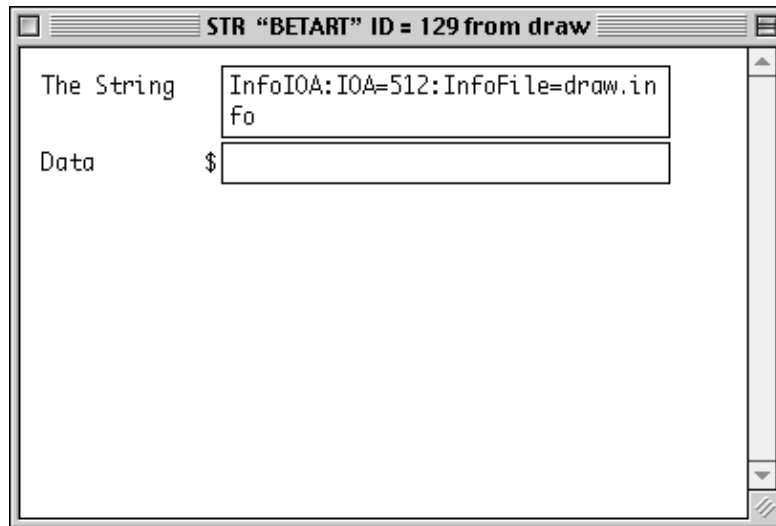 STR “BETART” ID = 129 from draw
The String
InfoIOA:IOA=512:InfoFile=draw.in
fo
Data $